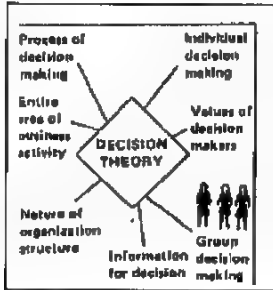 Process of
decision
making
Individual
decision
making
Entire
area of
business
activity
DECISION
THEORY
Values of
decision
makers
Nature of
organization
structure
Information
for decision
Group
decision
making